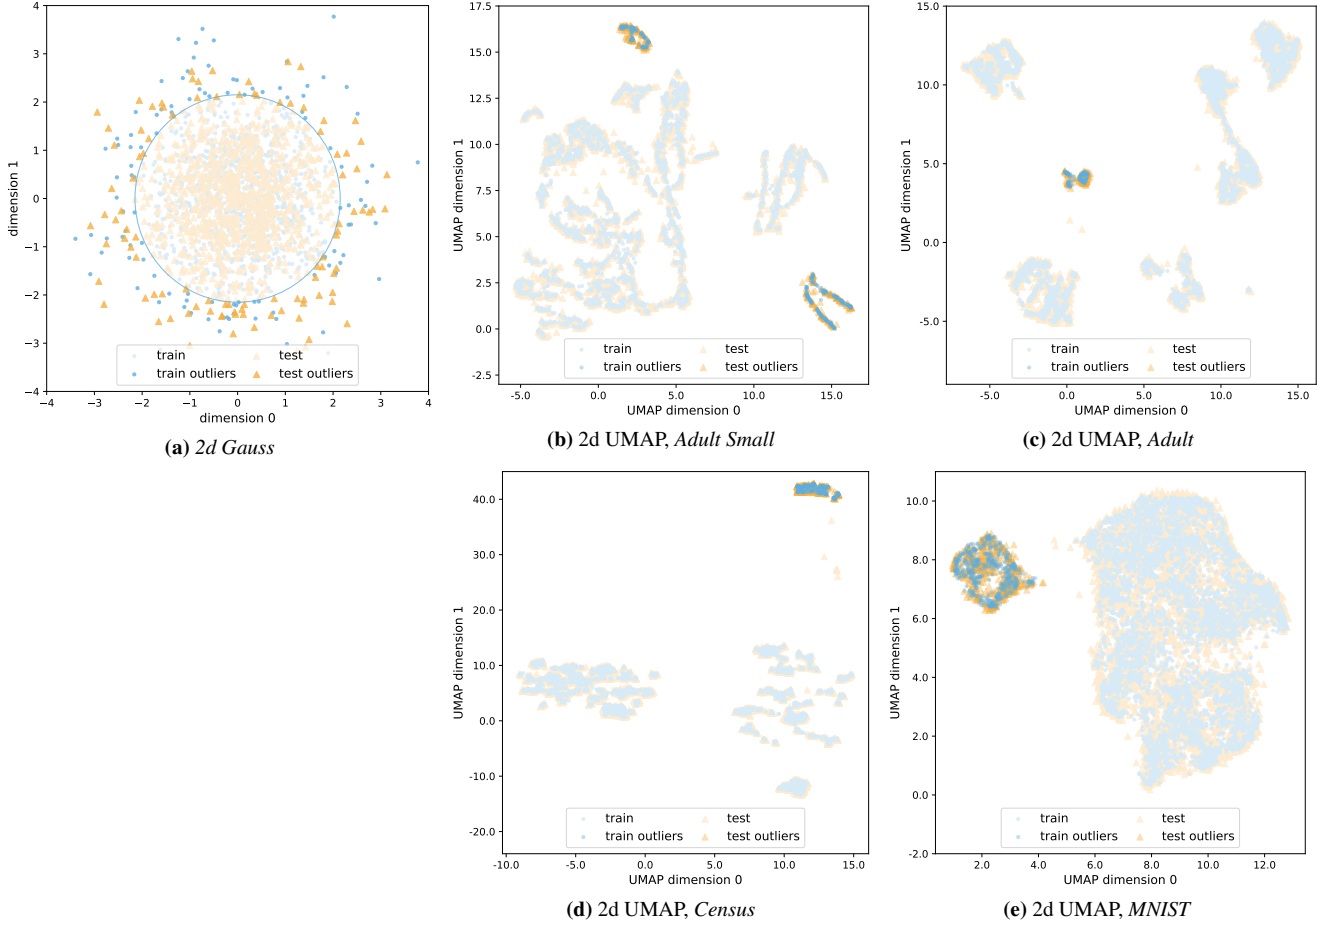 4
3
2
1
0
−1
−2
−3
−4
dimension 1
−4 −3 −2 −1 0 1 2 3 4
dimension 0
train test
train outliers test outliers
(a) 2d Gauss
17.5
15.0
12.5
10.0
7.5
5.0
2.5
0.0
-2.5
UMAP dimension 1
-5.0 0.0 5.0 10.0 15.0
UMAP dimension 0
train test
train outliers test outliers
(b) 2d UMAP, Adult Small
15.0
10.0
5.0
0.0
-5.0
UMAP dimension 1
-5.0 0.0 5.0 10.0 15.0
UMAP dimension 0
train test
train outliers test outliers
(c) 2d UMAP, Adult
40.0
30.0
20.0
10.0
0.0
-10.0
-20.0
UMAP dimension 1
-10.0 -5.0 0.0 5.0 10.0 15.0
UMAP dimension 0
train test
train outliers test outliers
(d) 2d UMAP, Census
10.0
8.0
6.0
4.0
2.0
0.0
-2.0
UMAP dimension 1
2.0 4.0 6.0 8.0 10.0 12.0
UMAP dimension 0
train test
train outliers test outliers
(e) 2d UMAP, MNIST